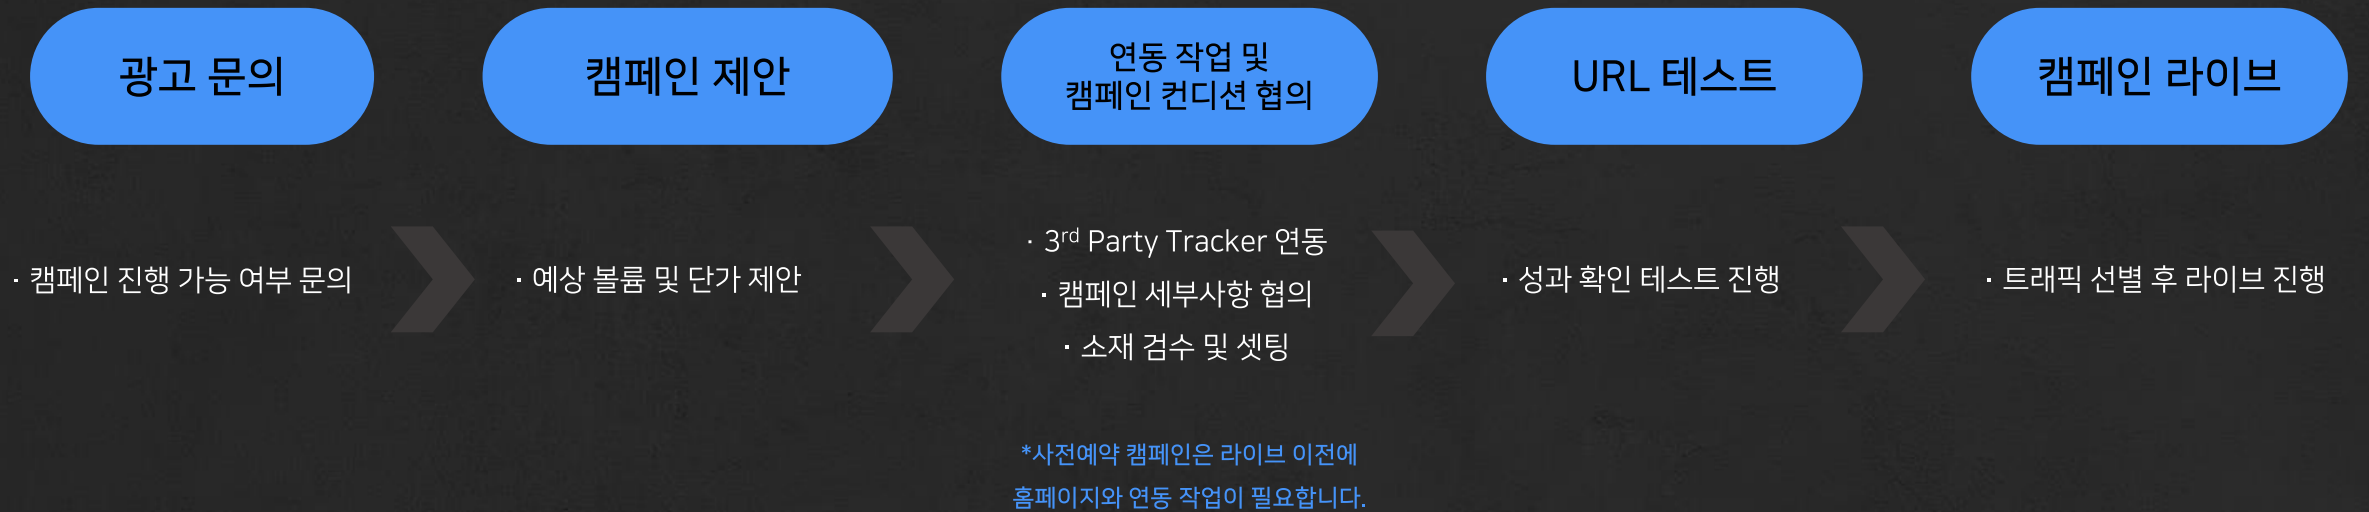 광고 문의
캠페인 제안
연동 작업 및
캠페인 컨디션 협의
URL 테스트
캠페인 라이브
· 캠페인 진행 가능 여부 문의
· 예상 볼륨 및 단가 제안
· 3rd Party Tracker 연동
· 캠페인 세부사항 협의
· 소재 검수 및 셋팅
· 성과 확인 테스트 진행
· 트래픽 선별 후 라이브 진행
*사전예약 캠페인은 라이브 이전에
홈페이지와 연동 작업이 필요합니다.